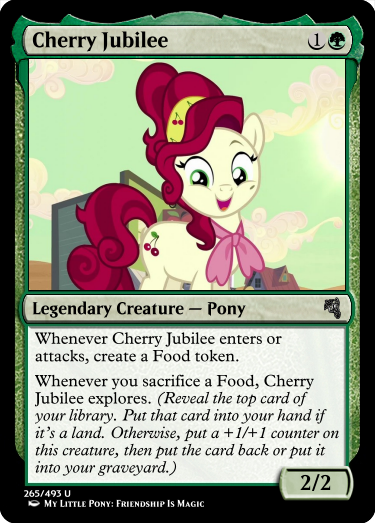 Cherry Jubilee 1
Legendary Creature — Pony
Whenever Cherry Jubilee enters or
attacks, create a Food token.
Whenever you sacrifice a Food, Cherry
Jubilee explores. (Reveal the top card of
your library. Put that card into your hand if
it's a land. Otherwise, put a +1/+1 counter on
this creature, then put the card back or put it
into your graveyard.)
2/2
265/493 U
My Little Pony: Friendship Is Magic